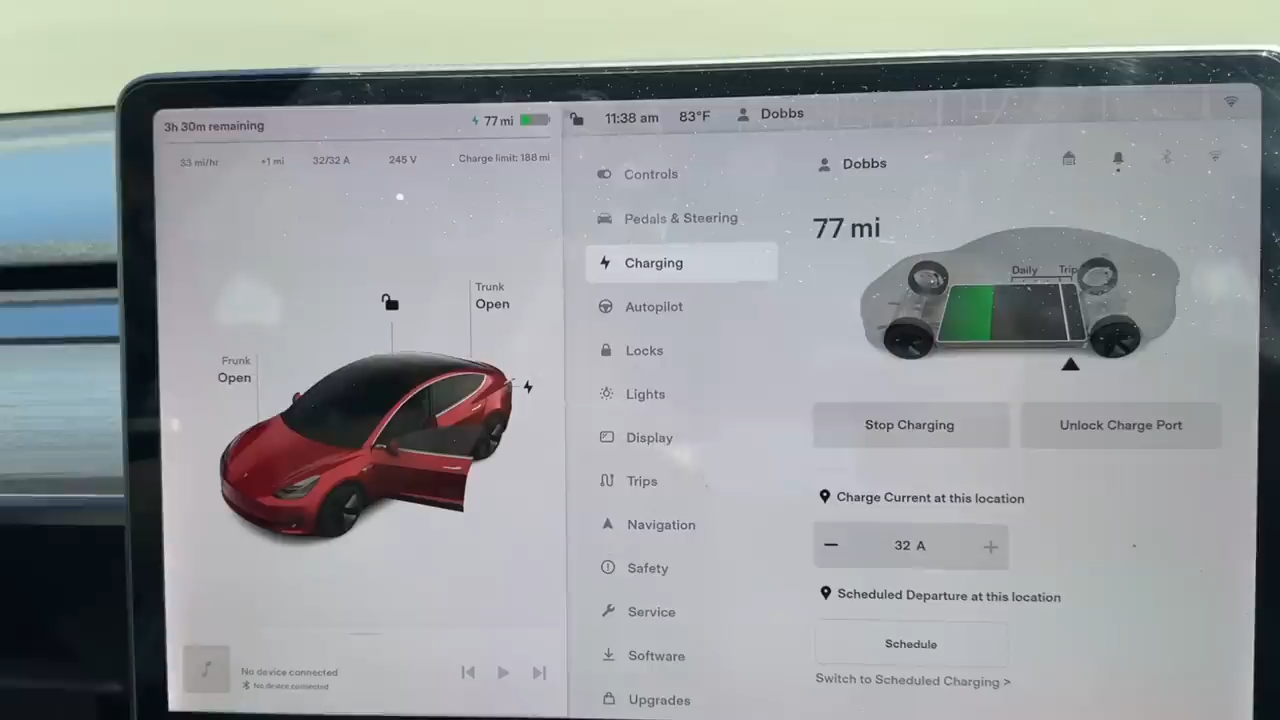 3h 30m remaining
77 mi
33 mi/hr
+1 mi
32/32 A
245 V
Charge limit: 188 mi
Trunk
Open
Frunk
Open
No device connected
No device connected
11:38 am
83°F
Dobbs
Controls
Pedals & Steering
Charging
Autopilot
Locks
Lights
Display
Trips
Navigation
Safety
Service
Software
Upgrades
Dobbs
77 mi
Daily
Trip
Stop Charging
Unlock Charge Port
Charge Current at this location
32 A
Scheduled Departure at this location
Schedule
Switch to Scheduled Charging >